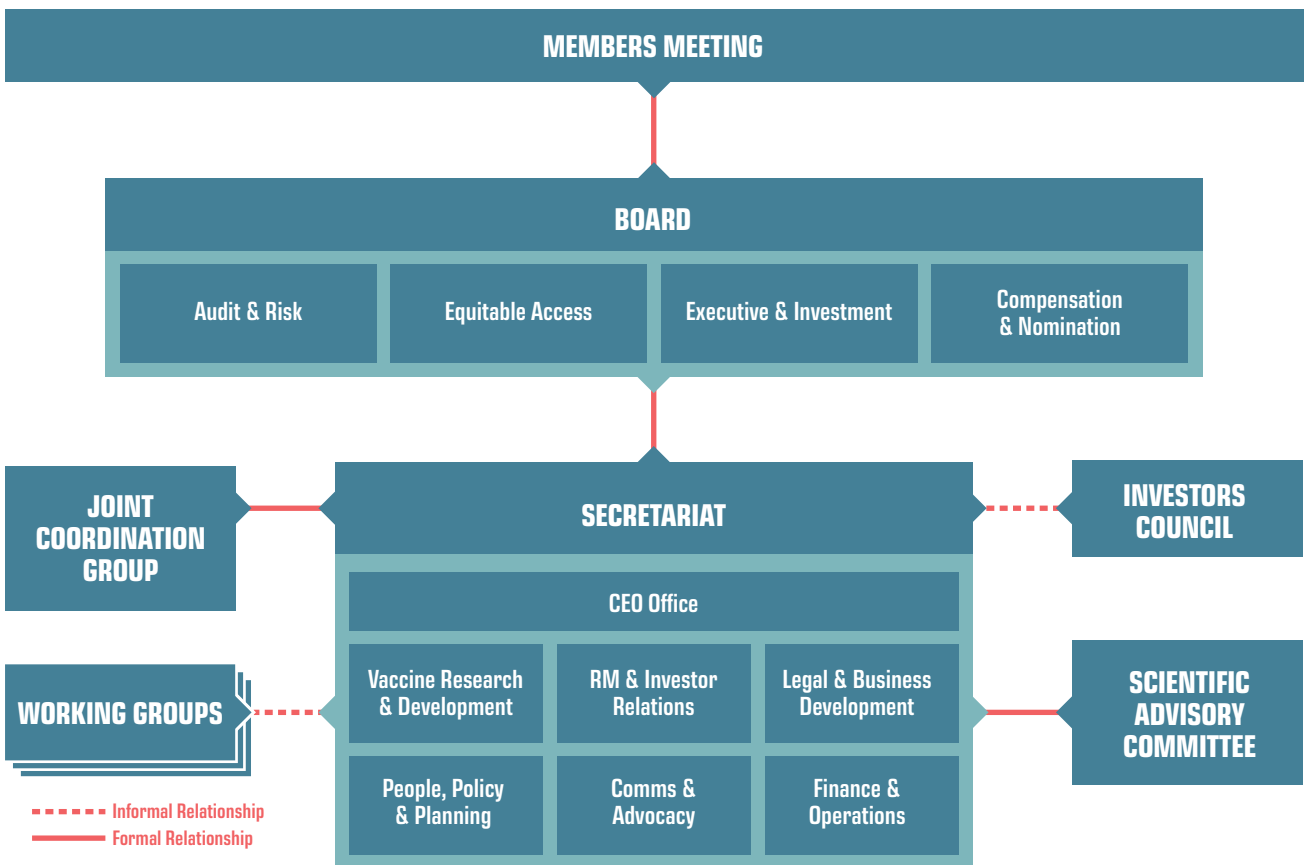 MEMBERS MEETING
BOARD
Audit & Risk
Equitable Access
Executive & Investment
Compensation
& Nomination
JOINT
COORDINATION
GROUP
SECRETARIAT
INVESTORS
COUNCIL
CEO Office
WORKING GROUPS
Vaccine Research
& Development
RM & Investor
Relations
Legal & Business
Development
SCIENTIFIC
ADVISORY
COMMITTEE
People, Policy
& Planning
Comms &
Advocacy
Finance &
Operations
Informal Relationship
Formal Relationship